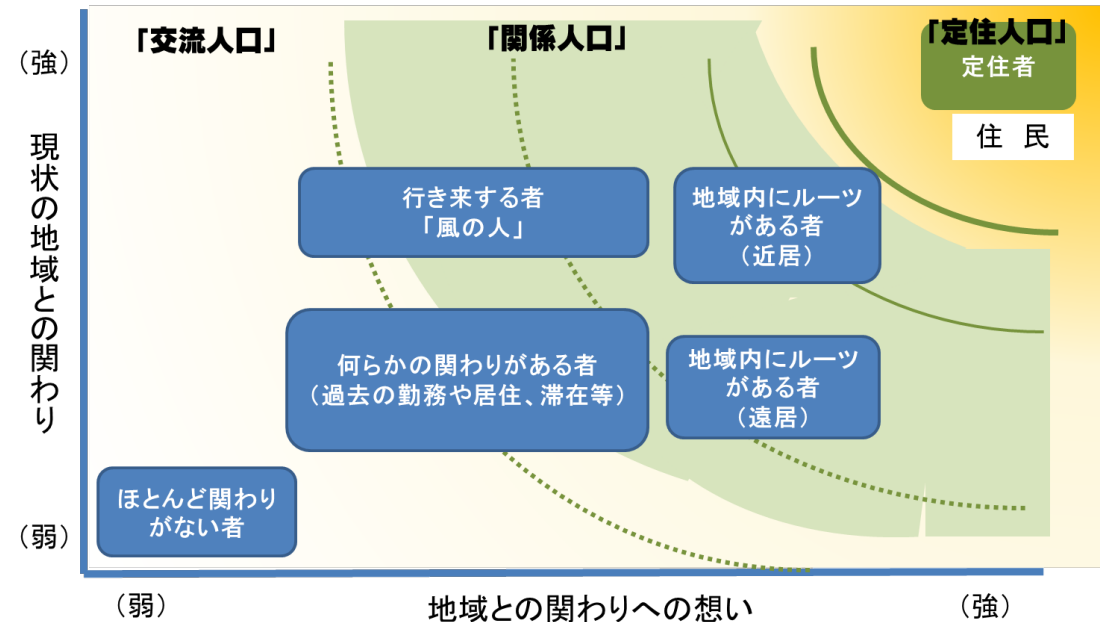 「交流人口」
「関係人口」
「定住人口」
定住者
住 民
（強）
現状の地域との関わり
（弱）
行き来する者
「風の人」
地域内にルーツ
がある者
（近居）
何らかの関わりがある者
（過去の勤務や居住、滞在等）
地域内にルーツ
がある者
（遠居）
ほとんど関わり
がない者
（弱）
地域との関わりへの想い
（強）